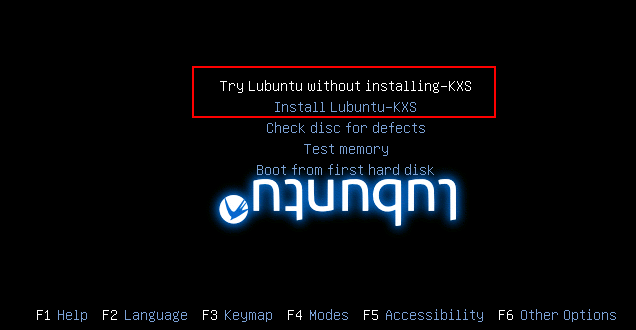 Try Lubuntu without installing-KXS
Install Lubuntu-KXS
Check disc for defects
Test memory
Boot from first hard disk
lubuntu
F1 Help F2 Language F3 Keymap F4 Modes F5 Accessibility F6 Other Options